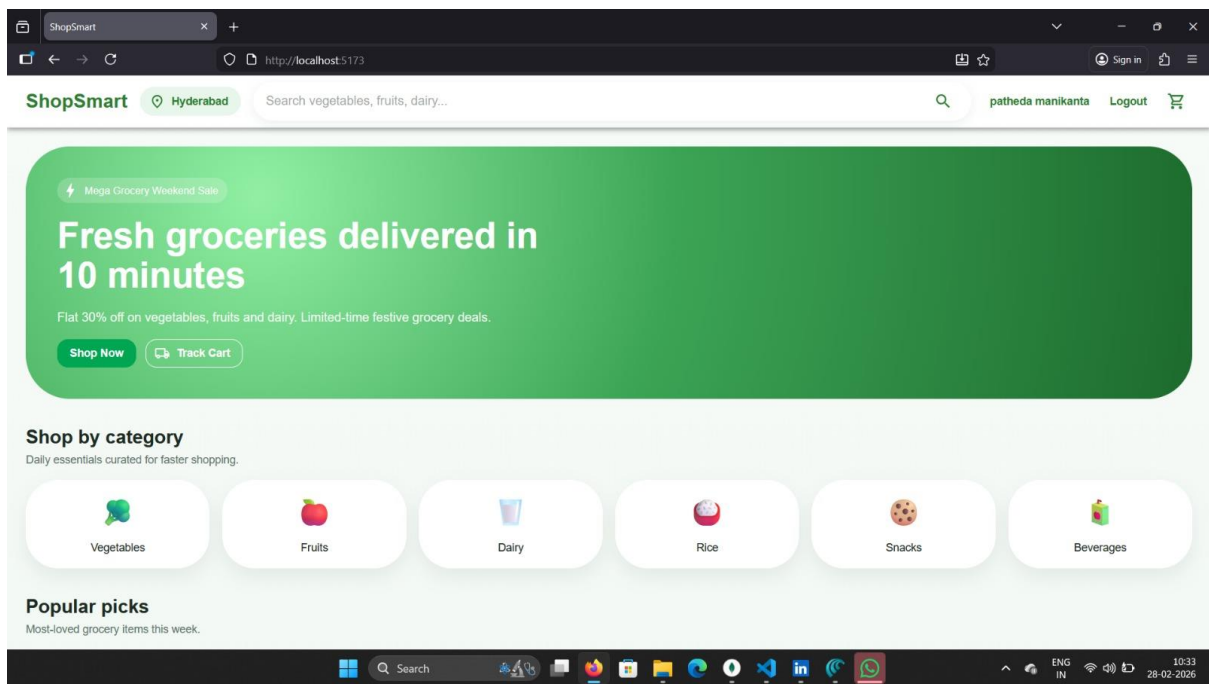 ShopSmart
http://localhost:5173
Sign in
ShopSmart
Hyderabad
Search vegetables, fruits, dairy...
patheda manikanta
Logout
Mega Grocery Weekend Sale
Fresh groceries delivered in
10 minutes
Flat 30% off on vegetables, fruits and dairy. Limited-time festive grocery deals.
Shop Now
Track Cart
Shop by category
Daily essentials curated for faster shopping.
Vegetables
Fruits
Dairy
Rice
Snacks
Beverages
Popular picks
Most-loved grocery items this week.
Search
in
ENG
IN
10:33
28-02-2026